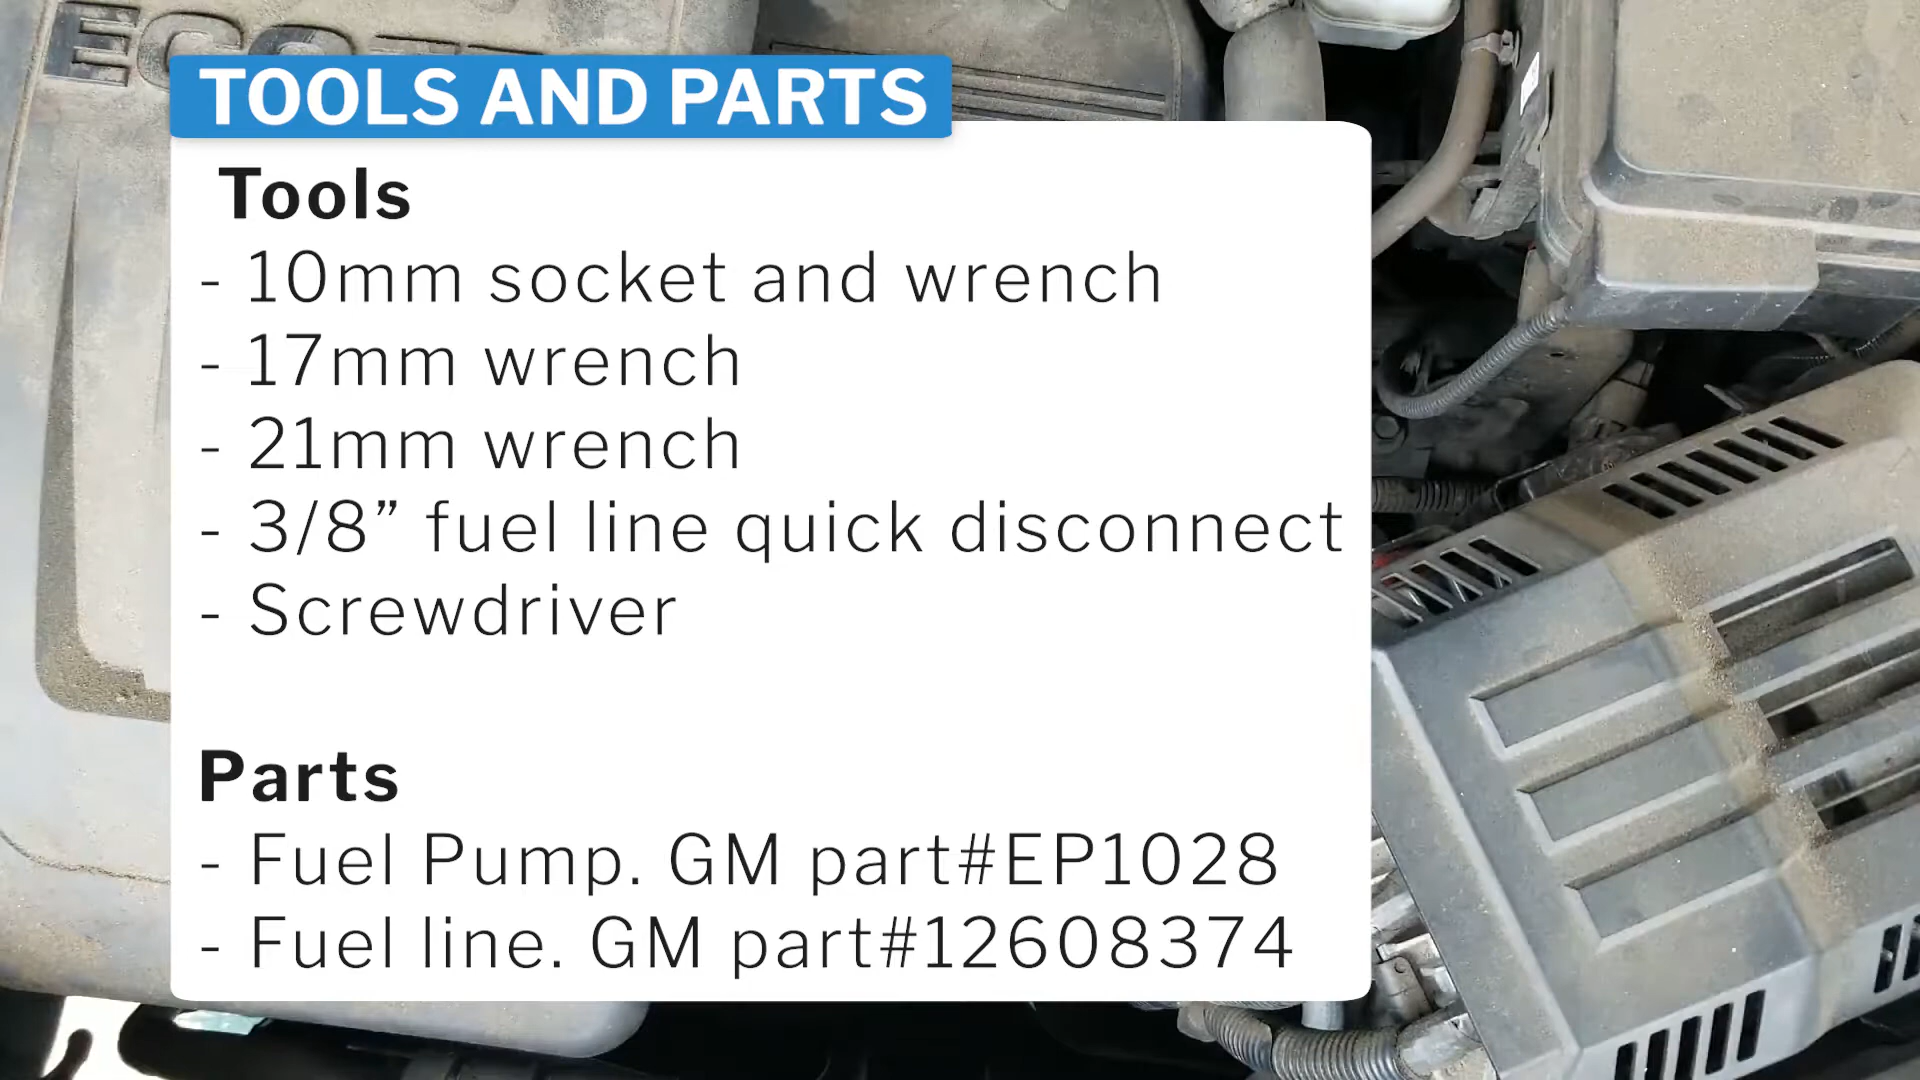 TOOLS AND PARTS
Tools
- 10mm socket and wrench
- 17mm wrench
- 21mm wrench
- 3/8” fuel line quick disconnect
- Screwdriver
Parts
- Fuel Pump. GM part#EP1028
- Fuel line. GM part#12608374